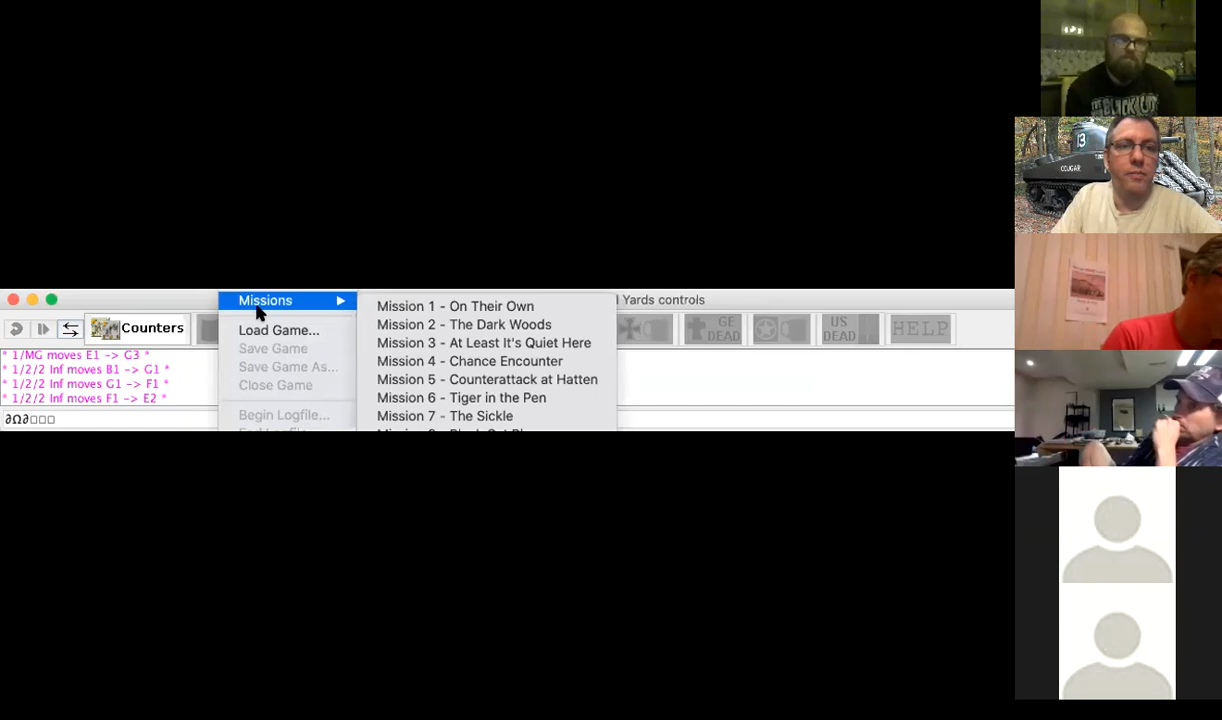 Missions
l Yards controls
Counters
GE
DEAD
US
DEAD
HELP
* 1/MG moves E1 -> G3 *
* 1/2/2 Inf moves B1 -> G1 *
* 1/2/2 Inf moves G1 -> F1 *
* 1/2/2 Inf moves F1 -> E2 *
∂Ω∂□□□
Load Game...
Save Game
Save Game As...
Close Game
Begin Logfile...
Mission 1 - On Their Own
Mission 2 - The Dark Woods
Mission 3 - At Least It's Quiet Here
Mission 4 - Chance Encounter
Mission 5 - Counterattack at Hatten
Mission 6 - Tiger in the Pen
Mission 7 - The Sickle
13
COUGAR